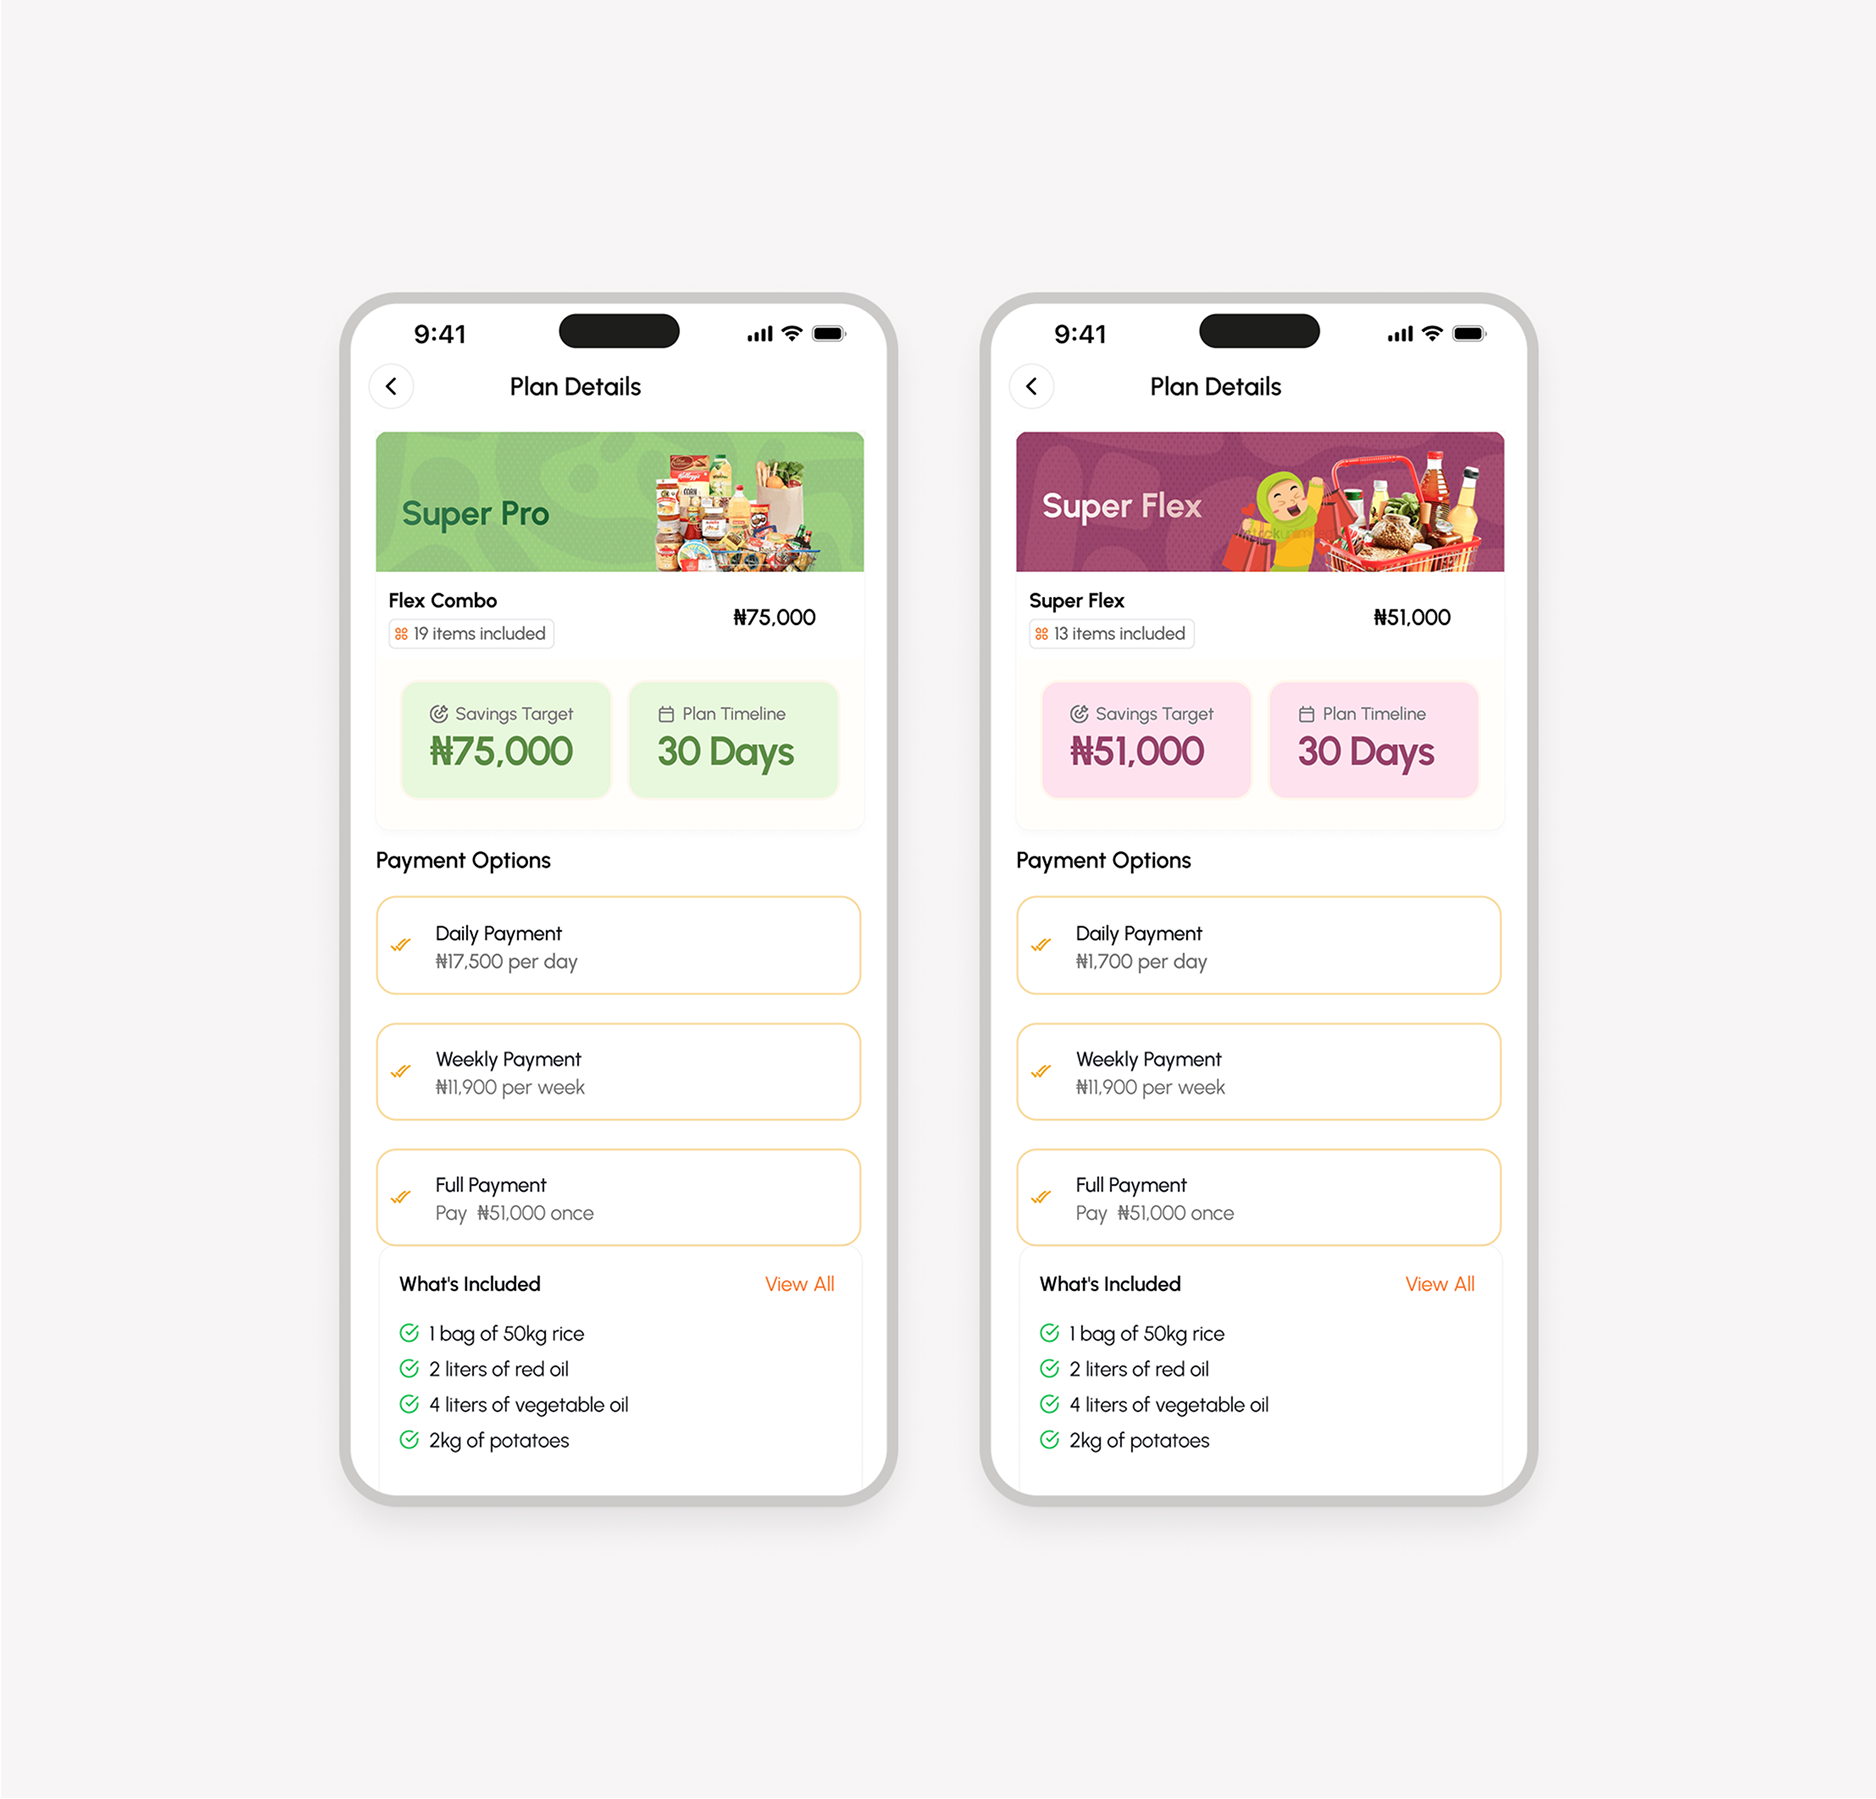 9:41
Plan Details
Super Pro
Flex Combo
19 items included
₦75,000
Savings Target
₦75,000
Plan Timeline
30 Days
Payment Options
Daily Payment
₦17,500 per day
Weekly Payment
₦11,900 per week
Full Payment
Pay ₦51,000 once
What's Included
View All
1 bag of 50kg rice
2 liters of red oil
4 liters of vegetable oil
2kg of potatoes
9:41
Plan Details
Super Flex
Super Flex
13 items included
₦51,000
Savings Target
₦51,000
Plan Timeline
30 Days
Payment Options
Daily Payment
₦1,700 per day
Weekly Payment
₦11,900 per week
Full Payment
Pay ₦51,000 once
What's Included
View All
1 bag of 50kg rice
2 liters of red oil
4 liters of vegetable oil
2kg of potatoes